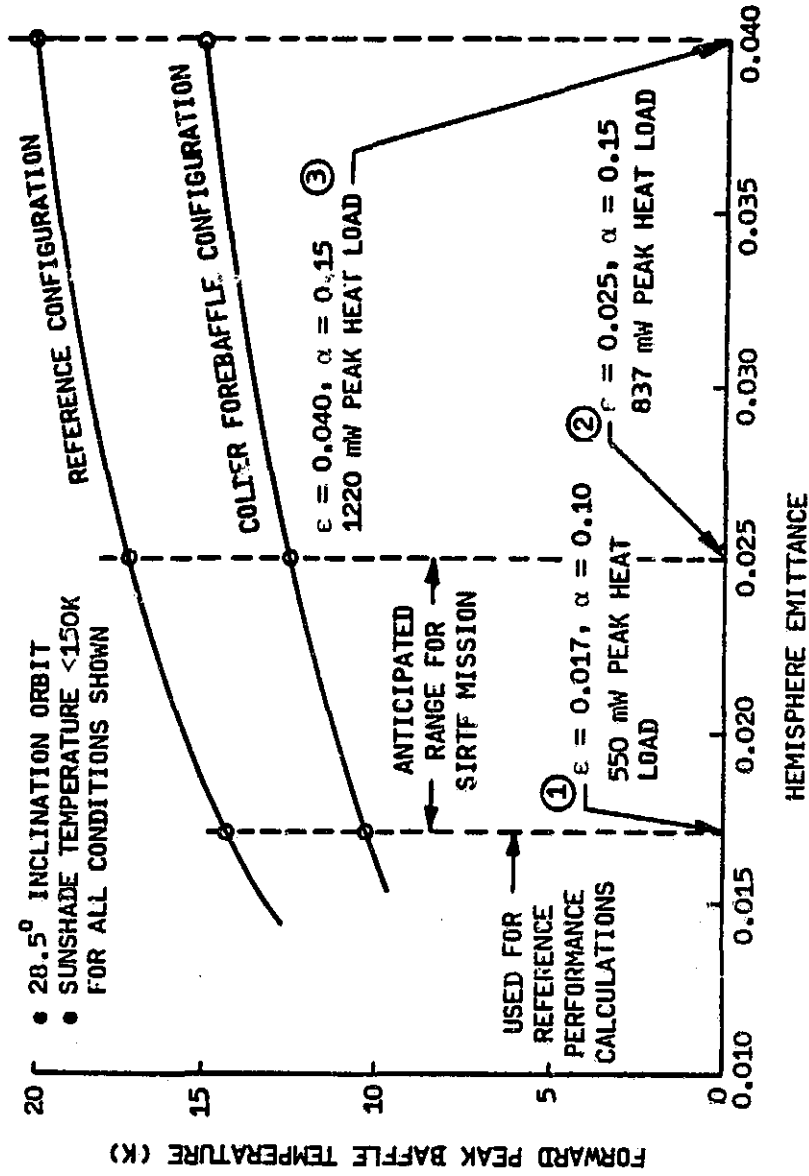 • 28.5° INCLINATION ORBIT
• SUNSHADE TEMPERATURE <150K
FOR ALL CONDITIONS SHOWN
REFERENCE CONFIGURATION
COLDER FOREBAFFLE CONFIGURATION
ANTICIPATED
RANGE FOR
SIRTF MISSION
USED FOR
REFERENCE
PERFORMANCE
CALCULATIONS
① ε = 0.017, α = 0.10
550 mW PEAK HEAT
LOAD
② ε = 0.025, α = 0.15
837 mW PEAK HEAT LOAD
③
ε = 0.040, α = 0.15
1220 mW PEAK HEAT LOAD
FORWARD PEAK BAFFLE TEMPERATURE (K)
20
15
10
5
0
0.010
0.015
0.020
0.025
0.030
0.035
0.040
HEMISPHERE EMITTANCE